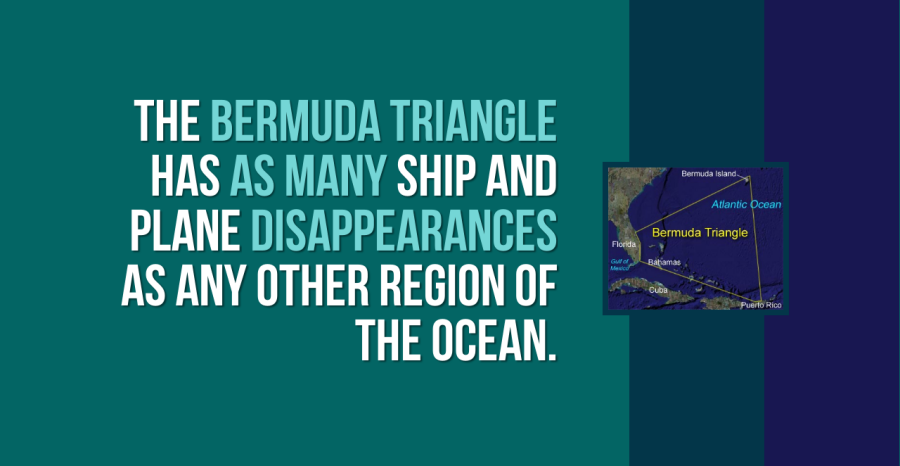 THE BERMUDA TRIANGLE
HAS AS MANY SHIP AND
PLANE DISAPPEARANCES
AS ANY OTHER REGION OF
THE OCEAN.
Bermuda Island
Atlantic Ocean
Bermuda Triangle
Florida
Gulf of
Mexico
Bahamas
Cuba
Puerto Rico